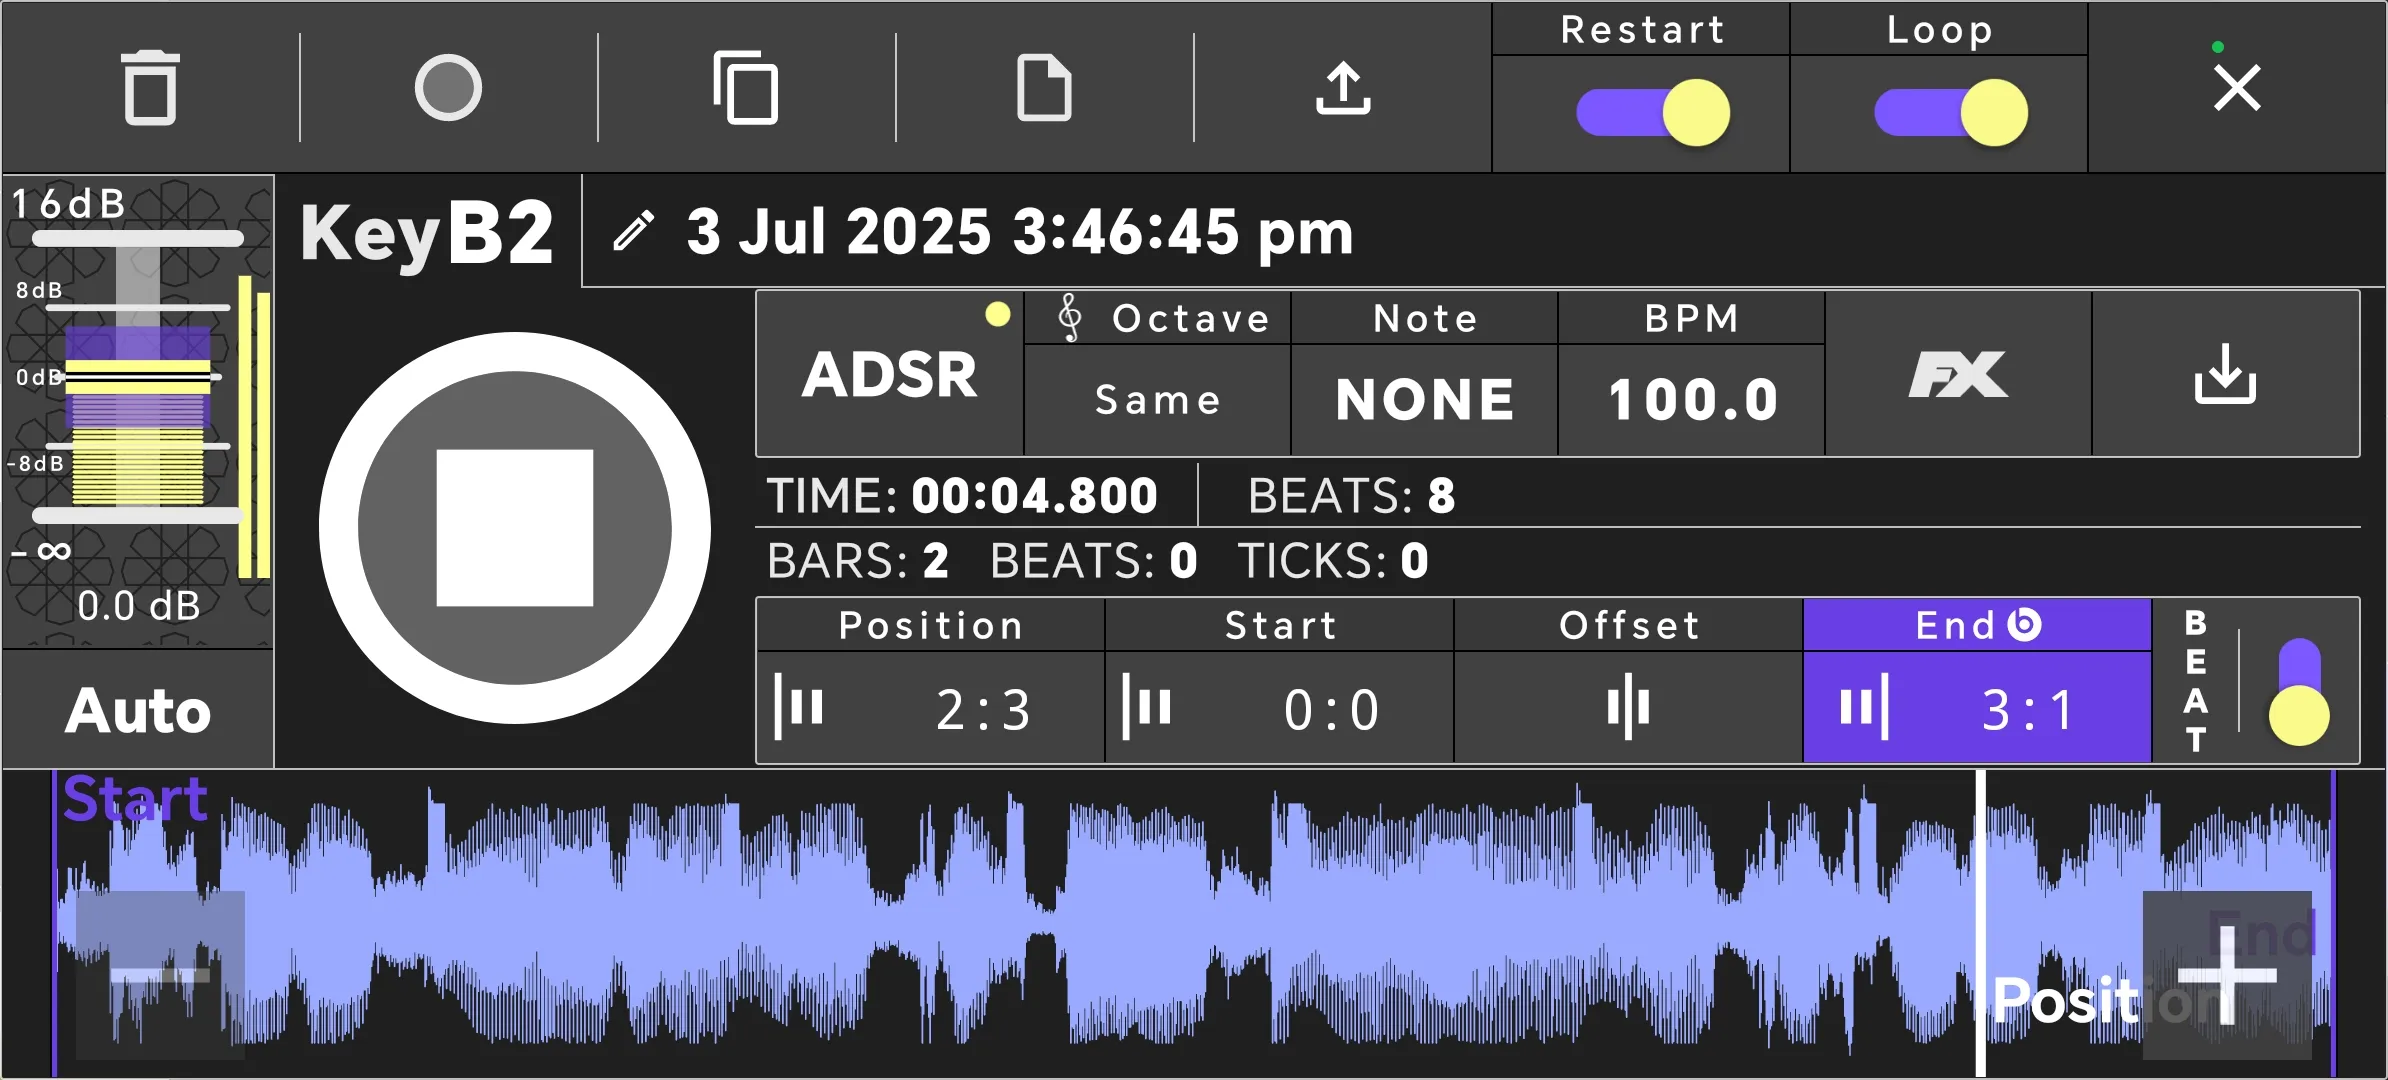 Restart
Loop
16dB
8dB
0dB
-8dB
-∞
0.0 dB
Auto
Key B2
3 Jul 2025 3:46:45 pm
ADSR
Octave
Same
Note
NONE
BPM
100.0
FX
TIME: 00:04.800
BEATS: 8
BARS: 2 BEATS: 0 TICKS: 0
Position
2:3
Start
0:0
Offset
End
3:1
BEAT
Start
End
Position